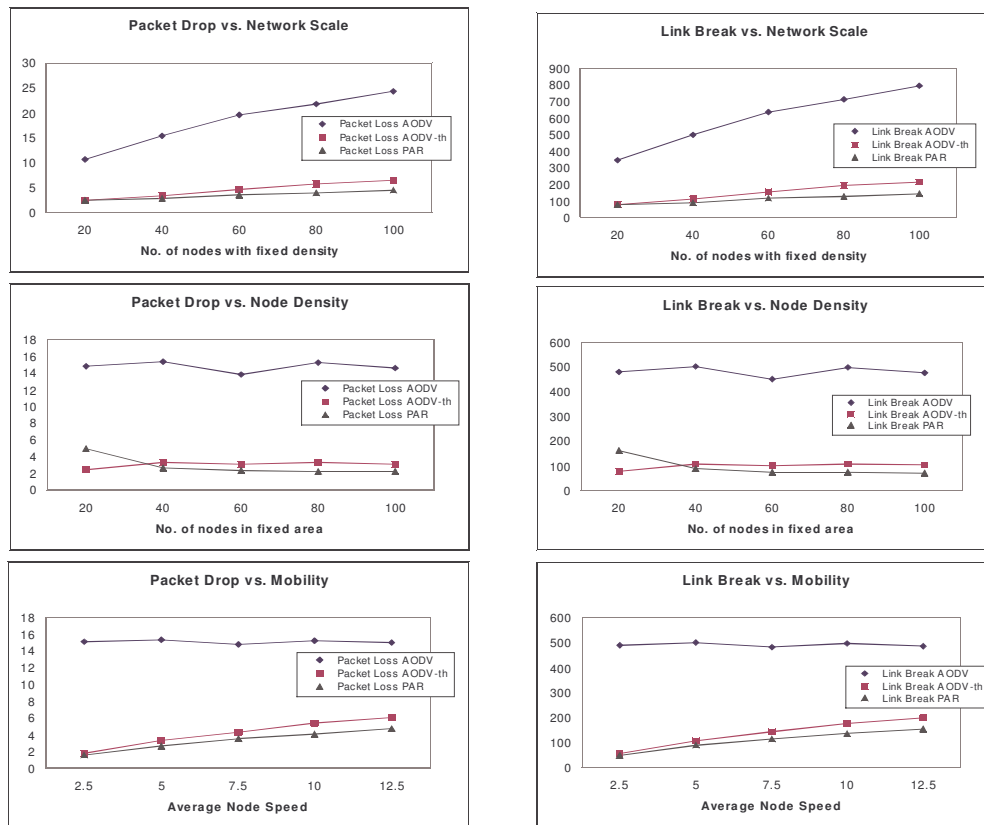 Packet Drop vs. Network Scale
30
25
20
15
10
5
0
Packet Loss AODV
Packet Loss AODV-th
Packet Loss PAR
20 40 60 80 100
No. of nodes with fixed density
Link Break vs. Network Scale
900
800
700
600
500
400
300
200
100
0
Link Break AODV
Link Break AODV-th
Link Break PAR
20 40 60 80 100
No. of nodes with fixed density
Packet Drop vs. Node Density
18
16
14
12
10
8
6
4
2
0
Packet Loss AODV
Packet Loss AODV-th
Packet Loss PAR
20 40 60 80 100
No. of nodes in fixed area
Link Break vs. Node Density
600
500
400
300
200
100
0
Link Break AODV
Link Break AODV-th
Link Break PAR
20 40 60 80 100
No. of nodes in fixed area
Packet Drop vs. Mobility
18
16
14
12
10
8
6
4
2
0
Packet Loss AODV
Packet Loss AODV-th
Packet Loss PAR
2.5 5 7.5 10 12.5
Average Node Speed
Link Break vs. Mobility
600
500
400
300
200
100
0
Link Break AODV
Link Break AODV-th
Link Break PAR
2.5 5 7.5 10 12.5
Average Node Speed